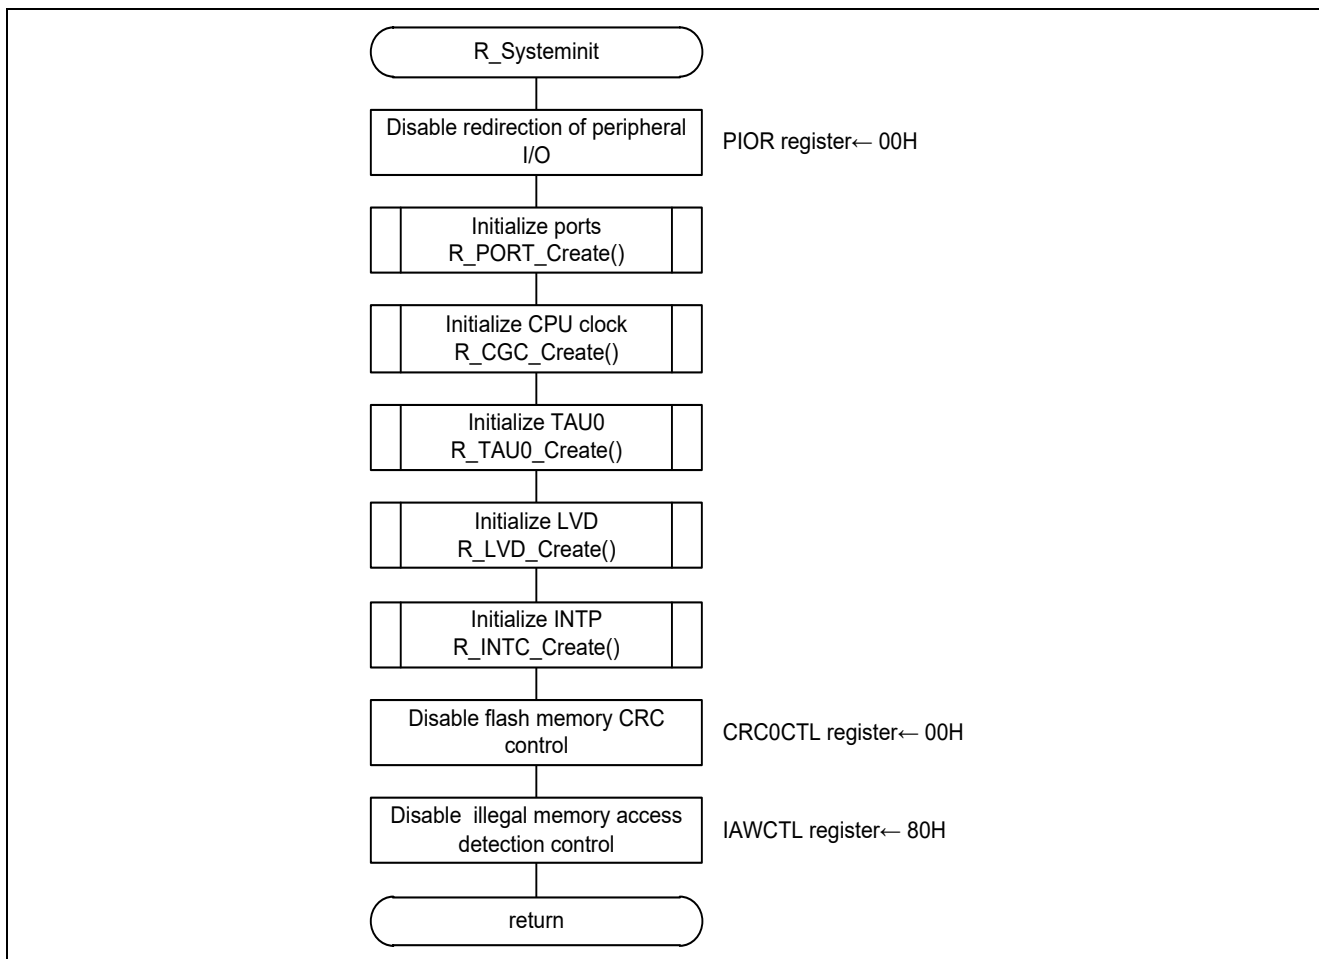 R_Systeminit
Disable redirection of peripheral
I/O
PIOR register← 00H
Initialize ports
R_PORT_Create()
Initialize CPU clock
R_CGC_Create()
Initialize TAU0
R_TAU0_Create()
Initialize LVD
R_LVD_Create()
Initialize INTP
R_INTC_Create()
Disable flash memory CRC
control
CRC0CTL register← 00H
Disable  illegal memory access
detection control
IAWCTL register← 80H
return